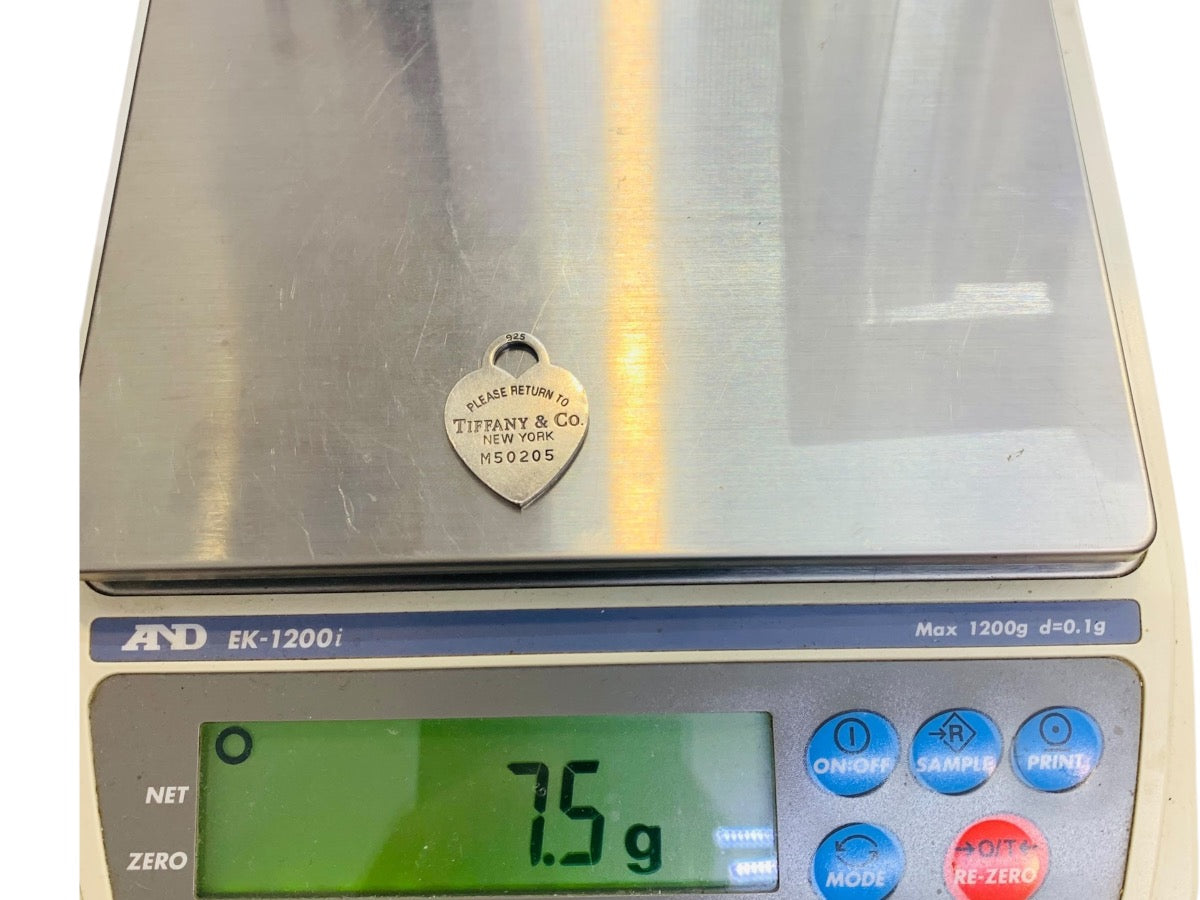 925
PLEASE RETURN TO
TIFFANY & CO.
NEW YORK
M50205
AND EK-1200i
Max 1200g d=0.1g
7.5 g
NET
ZERO
ON:OFF
SAMPLE
PRINT
MODE
→O/T←
RE-ZERO
R